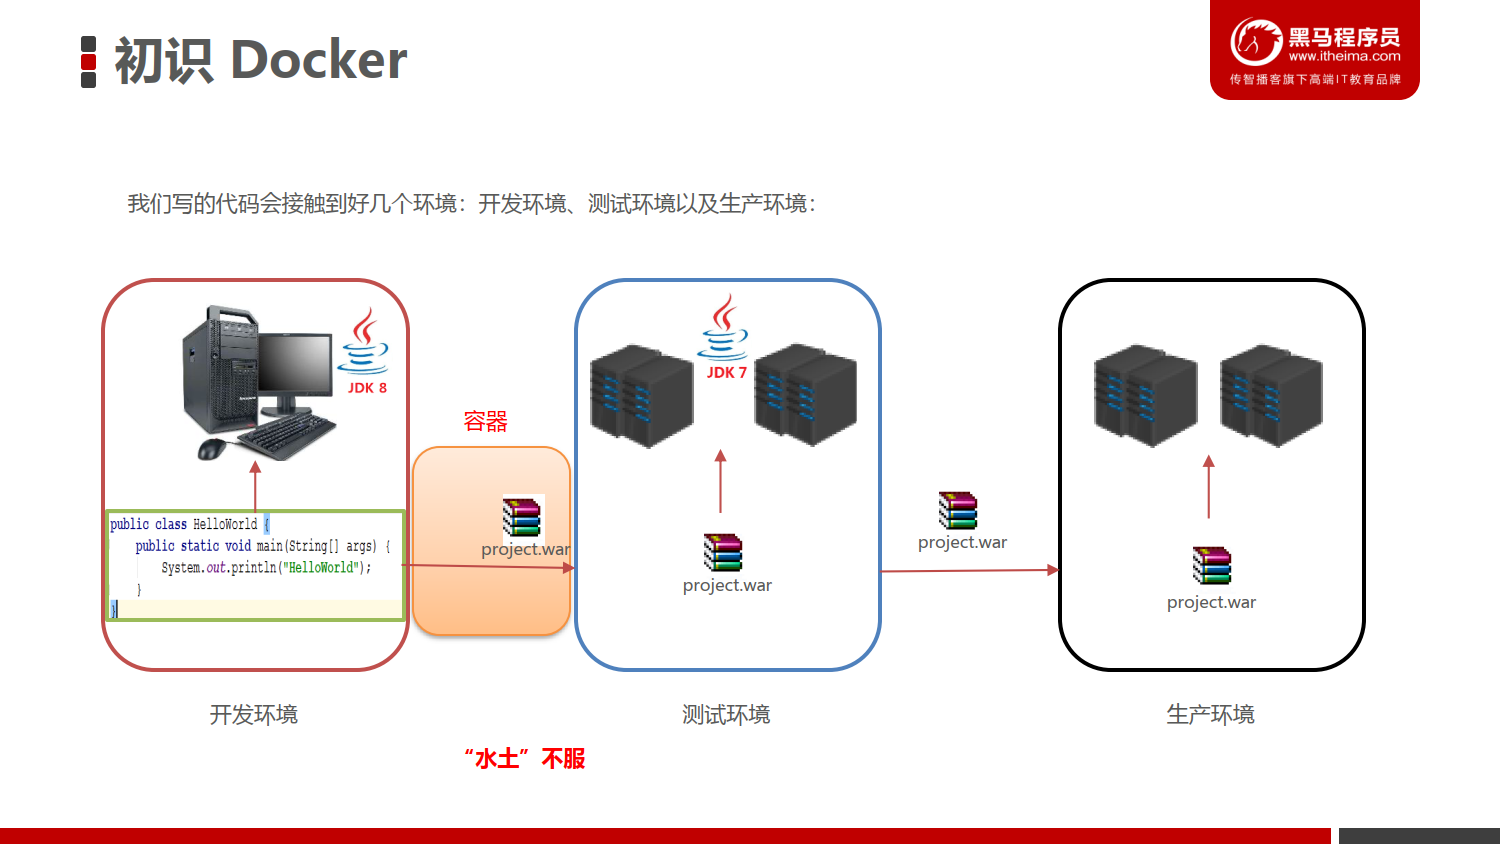 初识 Docker
黑马程序员
www.itheima.com
传智播客旗下高端IT教育品牌
我们写的代码会接触到好几个环境：开发环境、测试环境以及生产环境：
JDK 8
JDK 7
容器
public class HelloWorld {
public static void main(String[] args) {
System.out.println("HelloWorld");
}
}
project.war
project.war
project.war
project.war
开发环境
测试环境
生产环境
“水土”不服